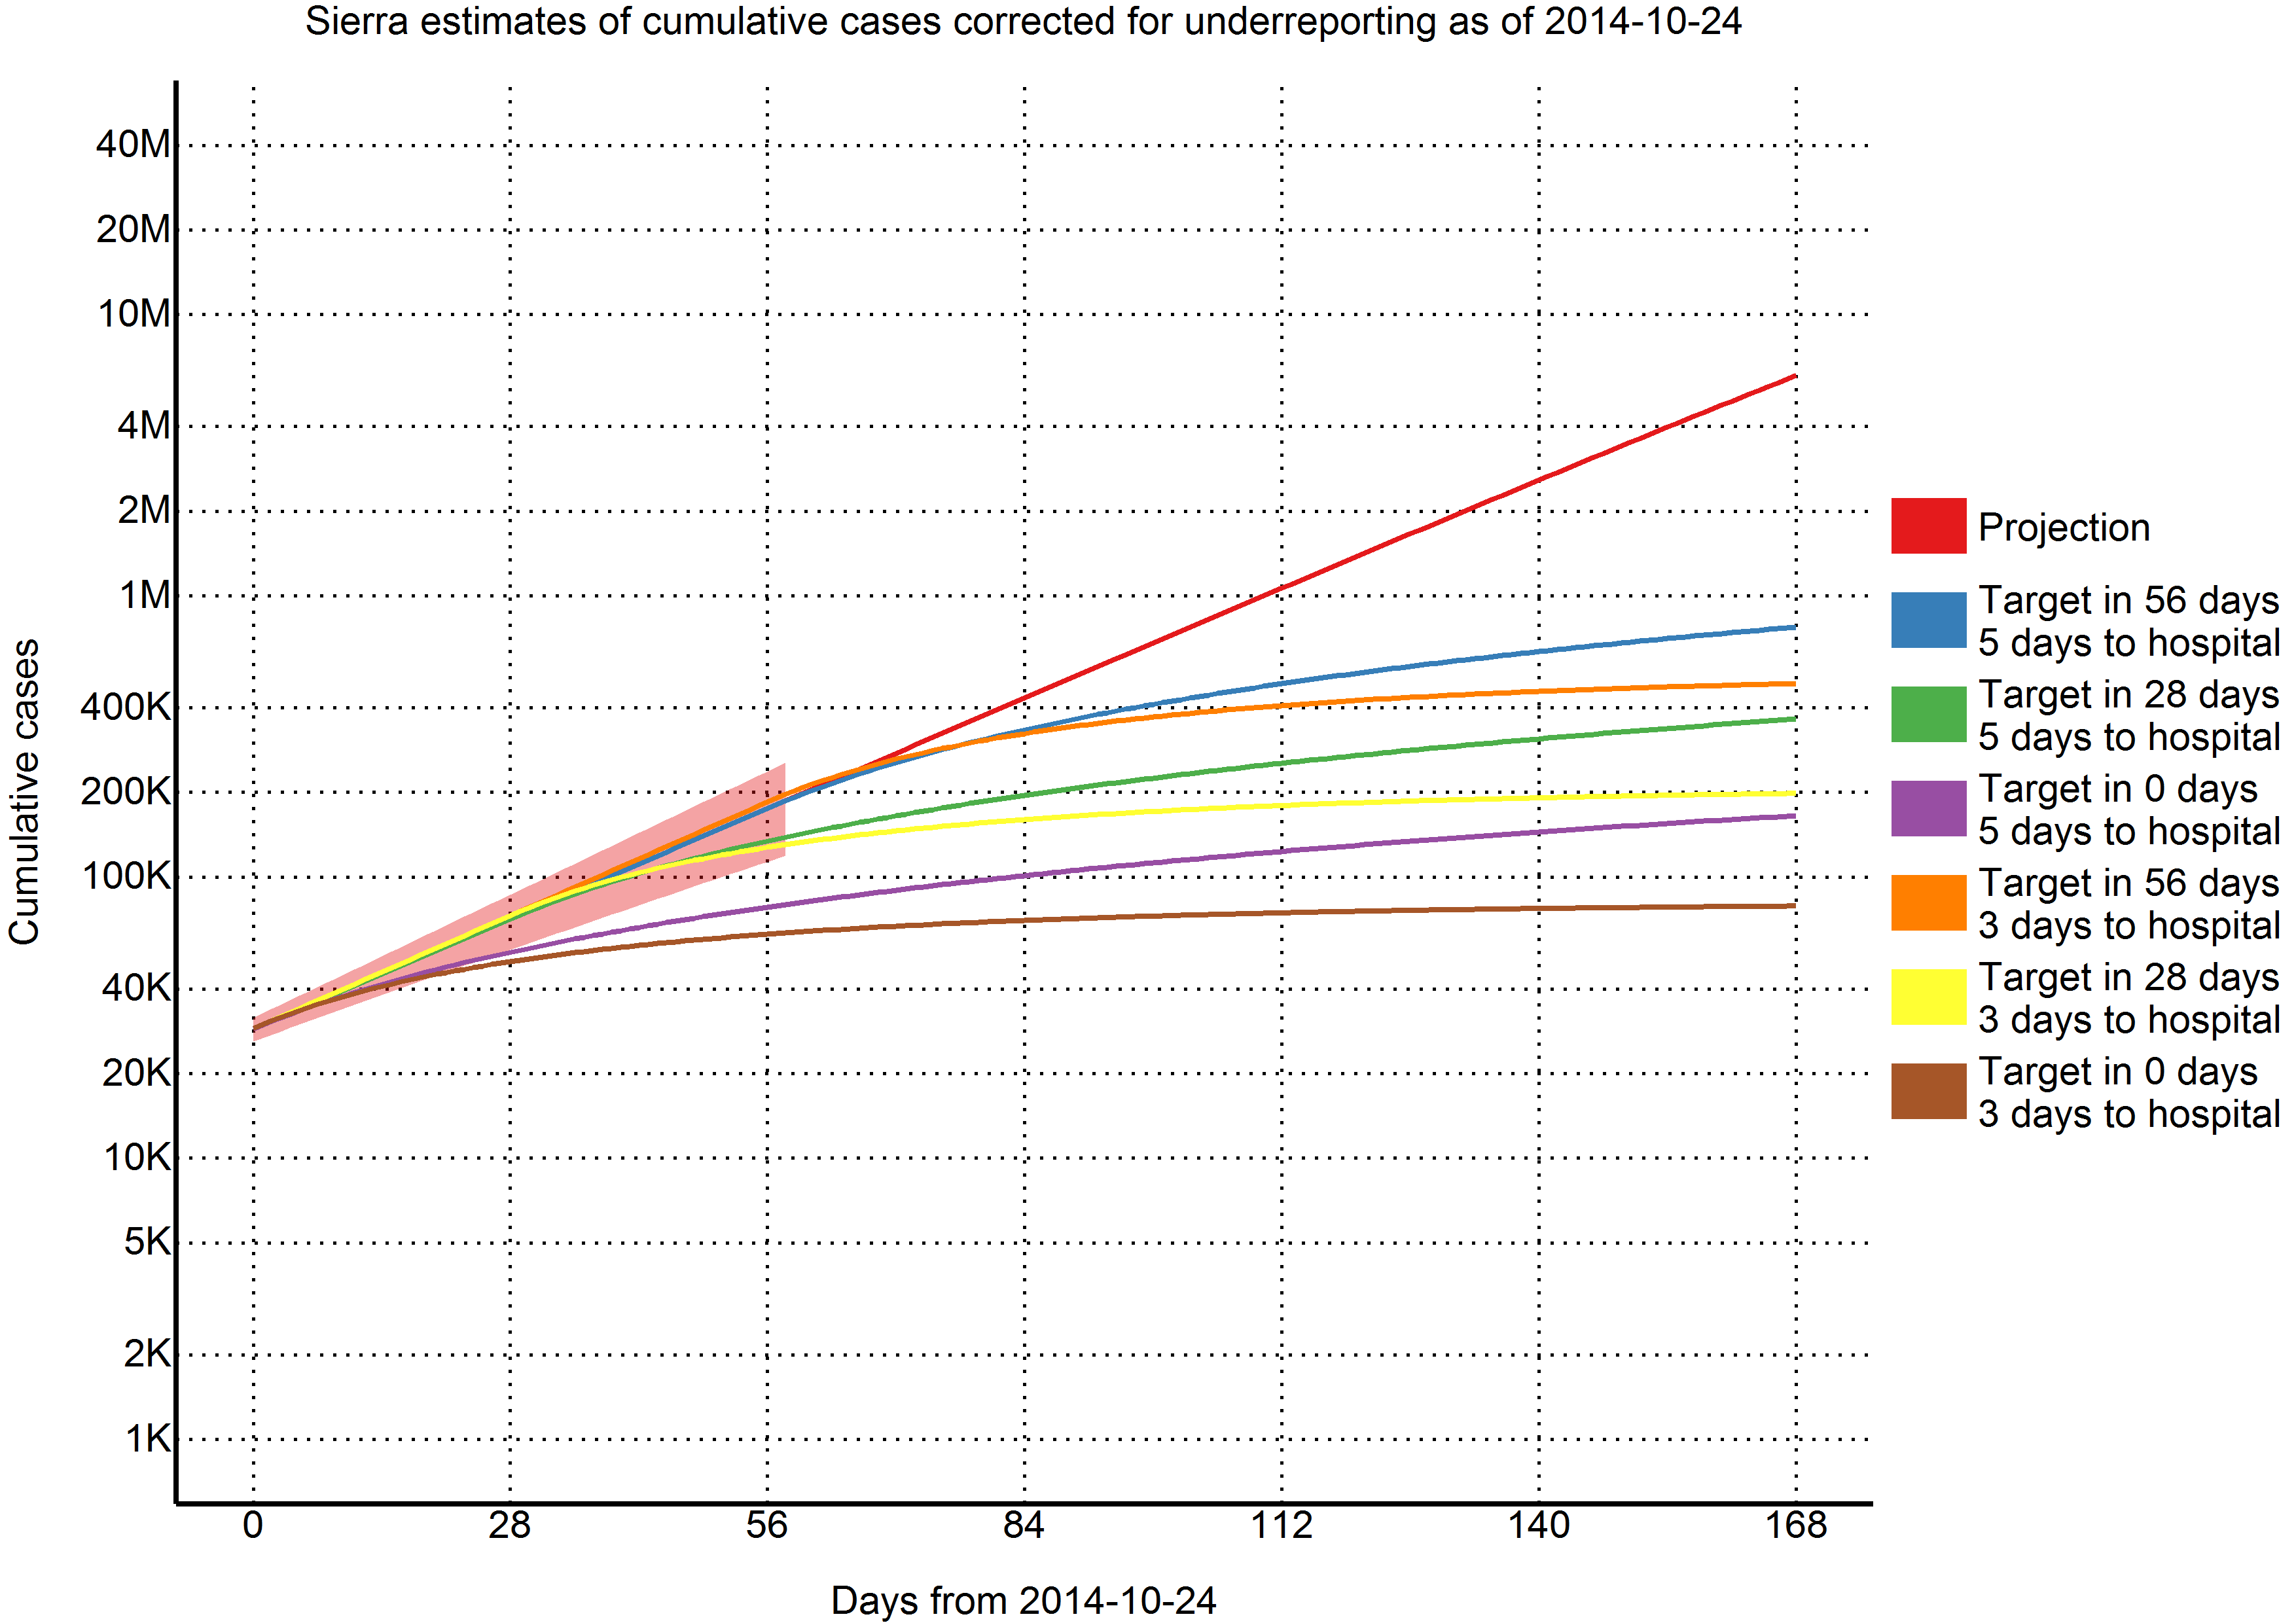 Sierra estimates of cumulative cases corrected for underreporting as of 2014-10-24
40M
20M
10M
4M
2M
1M
400K
200K
100K
40K
20K
10K
5K
2K
1K
Cumulative cases
0 28 56 84 112 140 168
Days from 2014-10-24
Projection
Target in 56 days
5 days to hospital
Target in 28 days
5 days to hospital
Target in 0 days
5 days to hospital
Target in 56 days
3 days to hospital
Target in 28 days
3 days to hospital
Target in 0 days
3 days to hospital